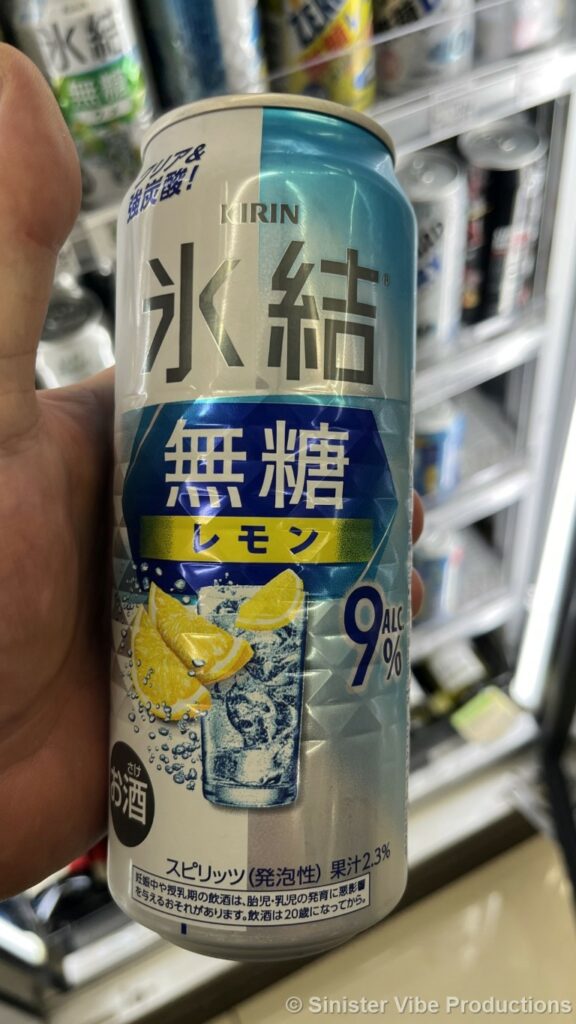 氷結
無糖
クリア&
強炭酸!
KIRIN
氷結®
無糖
レモン
9%
ALC
さけ
お酒
スピリッツ(発泡性) 果汁2.3%
妊娠中や授乳期の飲酒は、胎児・乳児の発育に悪影響
を与えるおそれがあります。飲酒は20歳になってから。
© Sinister Vibe Productions